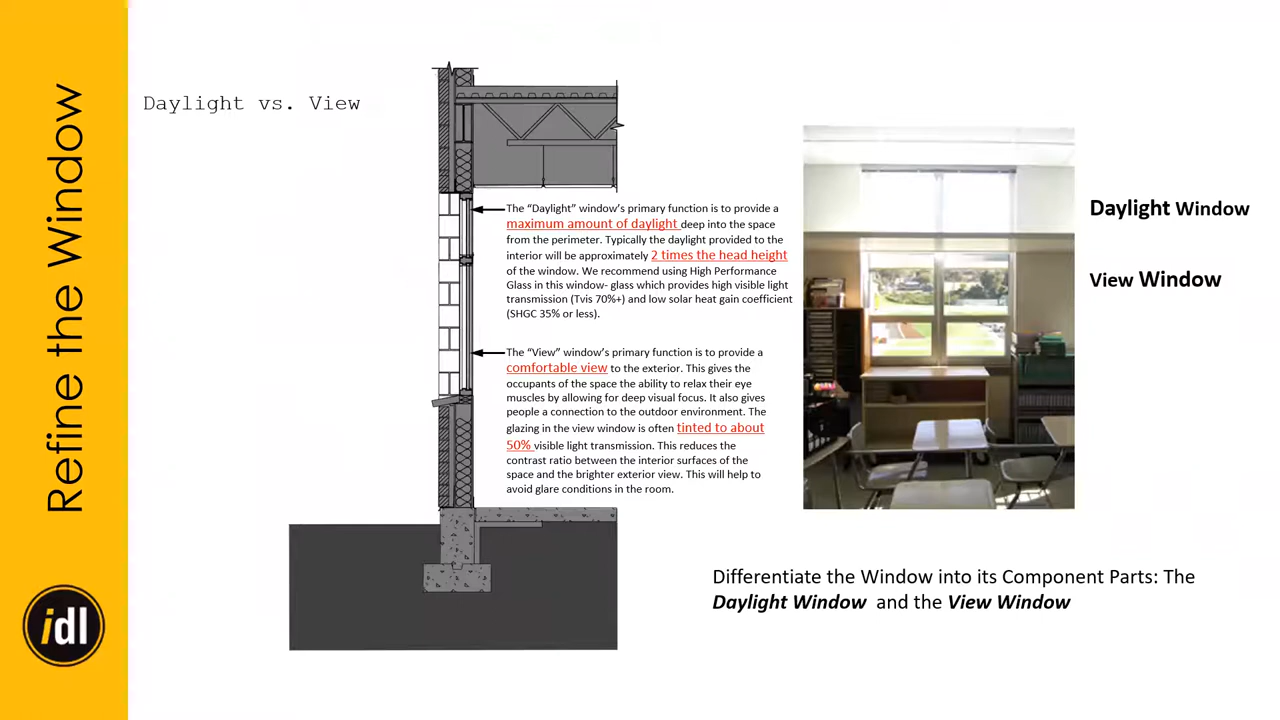 Refine the Window
Daylight vs. View
The “Daylight” window’s primary function is to provide a
maximum amount of daylight deep into the space
from the perimeter. Typically the daylight provided to the
interior will be approximately 2 times the head height
of the window. We recommend using High Performance
Glass in this window- glass which provides high visible light
transmission (Tvis 70%+) and low solar heat gain coefficient
(SHGC 35% or less).
The “View” window’s primary function is to provide a
comfortable view to the exterior. This gives the
occupants of the space the ability to relax their eye
muscles by allowing for deep visual focus. It also gives
people a connection to the outdoor environment. The
glazing in the view window is often tinted to about
50% visible light transmission. This reduces the
contrast ratio between the interior surfaces of the
space and the brighter exterior view. This will help to
avoid glare conditions in the room.
Daylight Window
View Window
Differentiate the Window into its Component Parts: The
Daylight Window and the View Window
idl